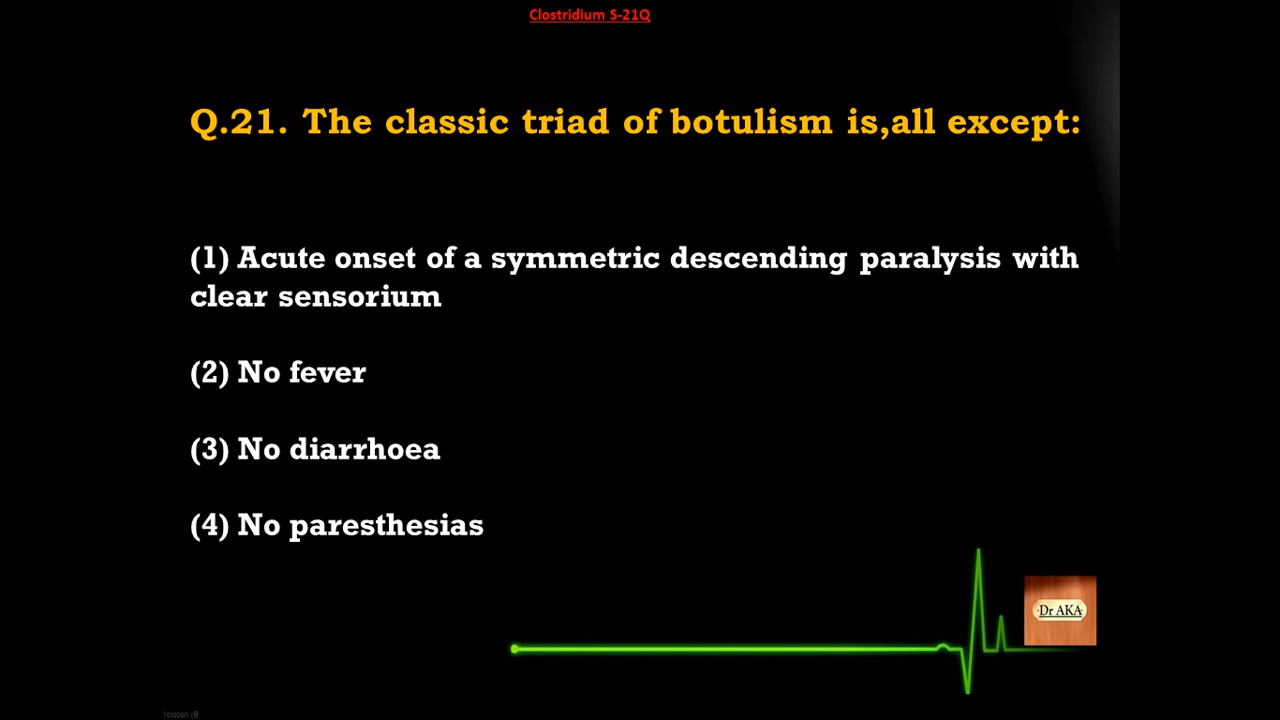 Clostridium S-21Q
Q.21. The classic triad of botulism is,all except:
(1) Acute onset of a symmetric descending paralysis with
clear sensorium
(2) No fever
(3) No diarrhoea
(4) No paresthesias
Dr AKA